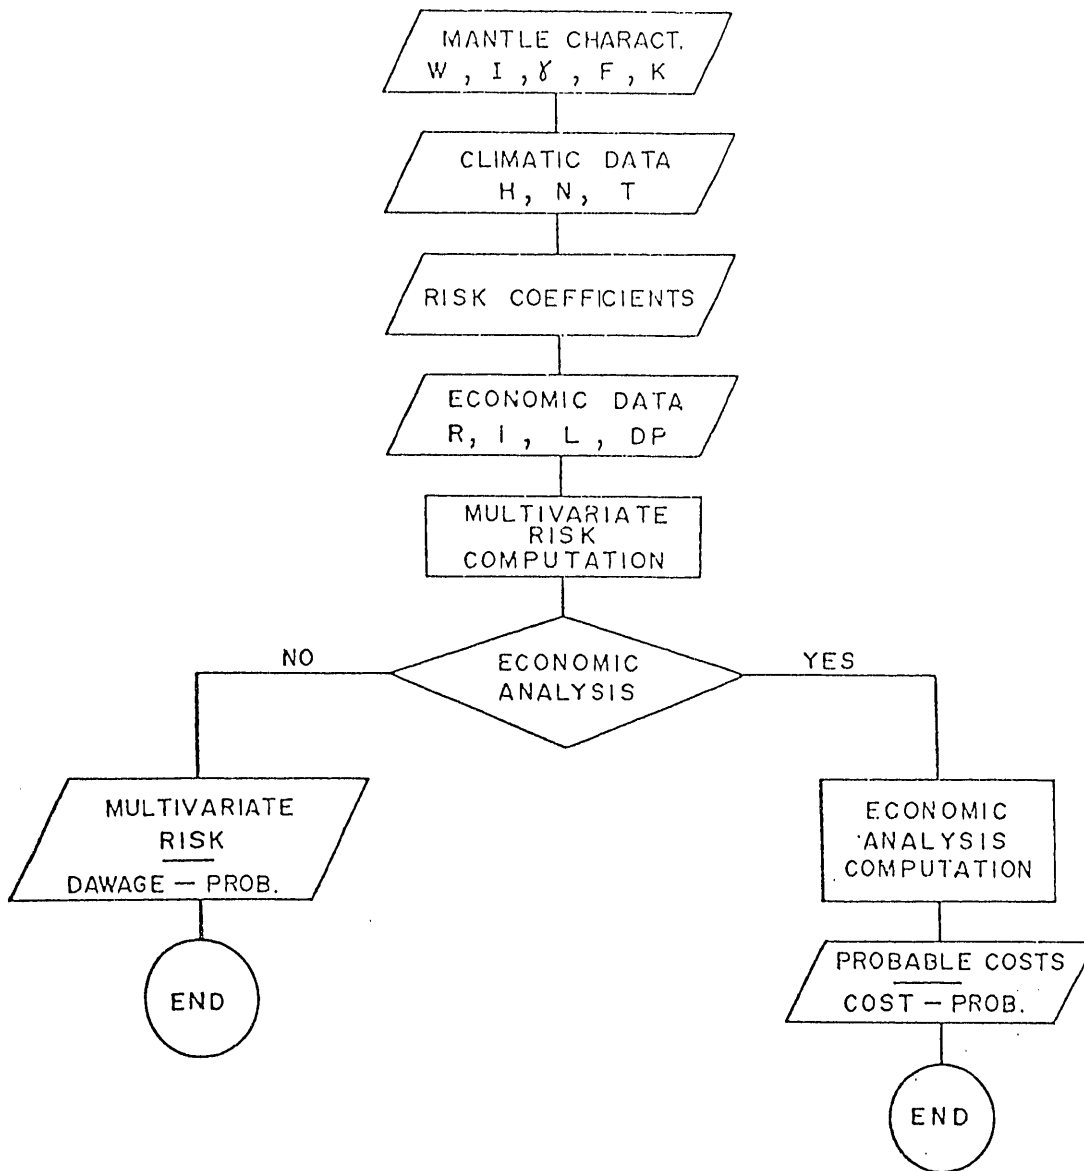 MANTLE CHARACT.
W , I , γ , F , K
CLIMATIC DATA
H , N , T
RISK COEFFICIENTS
ECONOMIC DATA
R , I , L , DP
MULTIVARIATE
RISK
COMPUTATION
ECONOMIC
ANALYSIS
NO
YES
MULTIVARIATE
RISK
DAWAGE — PROB.
END
ECONOMIC
ANALYSIS
COMPUTATION
PROBABLE COSTS
COST — PROB.
END